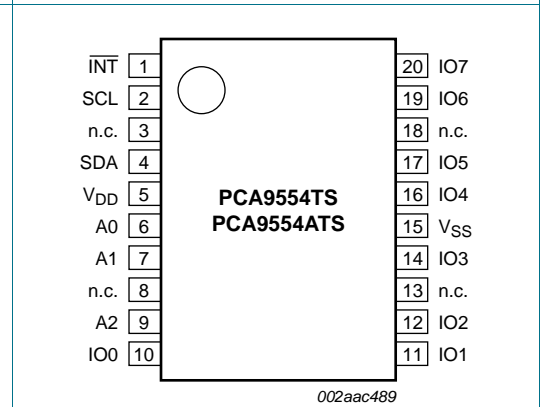 INT 1 20 IO7
SCL 2 19 IO6
n.c. 3 18 n.c.
SDA 4 17 IO5
VDD 5 PCA9554TS 16 IO4
A0 6 PCA9554ATS 15 VSS
A1 7 14 IO3
n.c. 8 13 n.c.
A2 9 12 IO2
IO0 10 11 IO1
002aac489